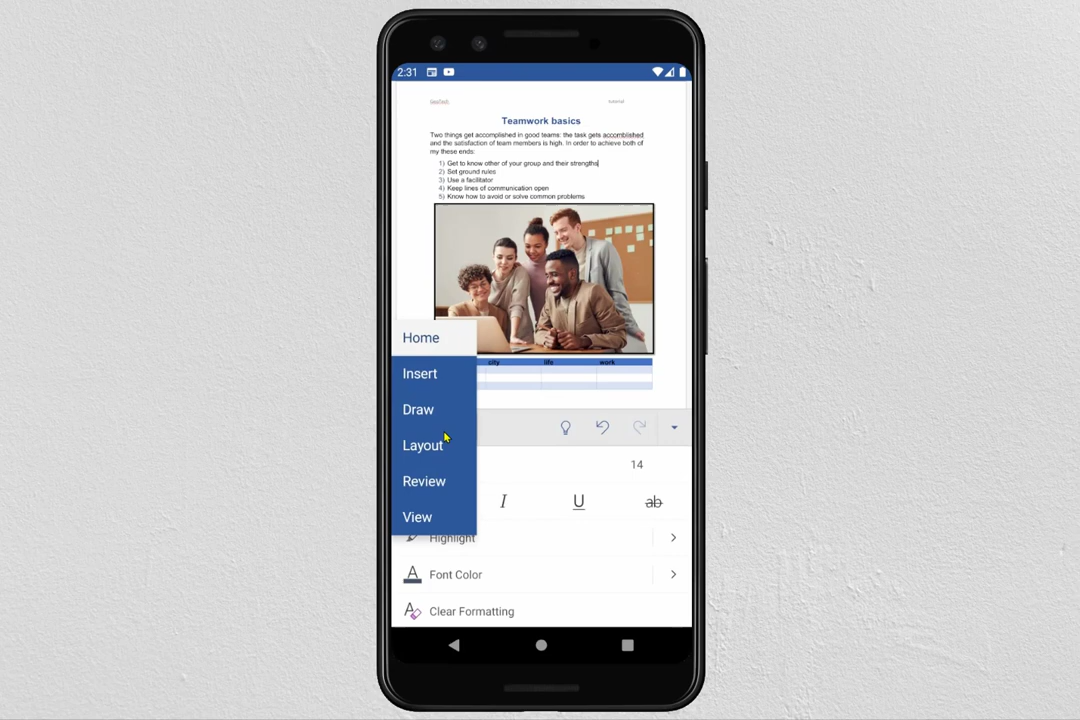 2:31
tutorial
Teamwork basics
Two things get accomplished in good teams: the task gets accomblished
and the satisfaction of team members is high. In order to achieve both of
my these ends:
1) Get to know other of your group and their strengths
2) Set ground rules
3) Use a facilitator
4) Keep lines of communication open
5) Know how to avoid or solve common problems
Home
city life work
Insert
Draw
Layout
14
Review
I U ab
View
Highlight
A Font Color
A Clear Formatting